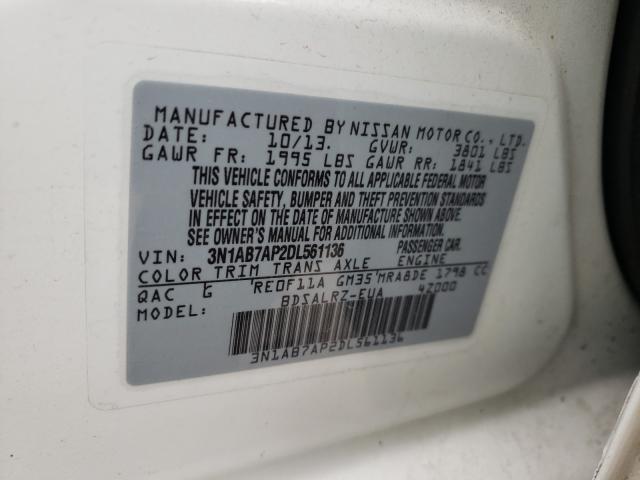 MANUFACTURED BY NISSAN MOTOR CO., LTD.
DATE: 10/13. GVWR: 3801 LBS
GAWR FR: 1995 LBS GAWR RR: 1841 LBS
THIS VEHICLE CONFORMS TO ALL APPLICABLE FEDERAL MOTOR
VEHICLE SAFETY, BUMPER AND THEFT PREVENTION STANDARDS
IN EFFECT ON THE DATE OF MANUFACTURE SHOWN ABOVE.
SEE OWNER'S MANUAL FOR ADDITIONAL INFORMATION
VIN: 3N1AB7AP2DL561136 PASSENGER CAR.
COLOR TRIM TRANS AXLE ENGINE
QAC G RE0F11A GM35 MRA8DE 1798 CC
MODEL: BDSALRZ-EUA 42000
3N1AB7AP2DL561136